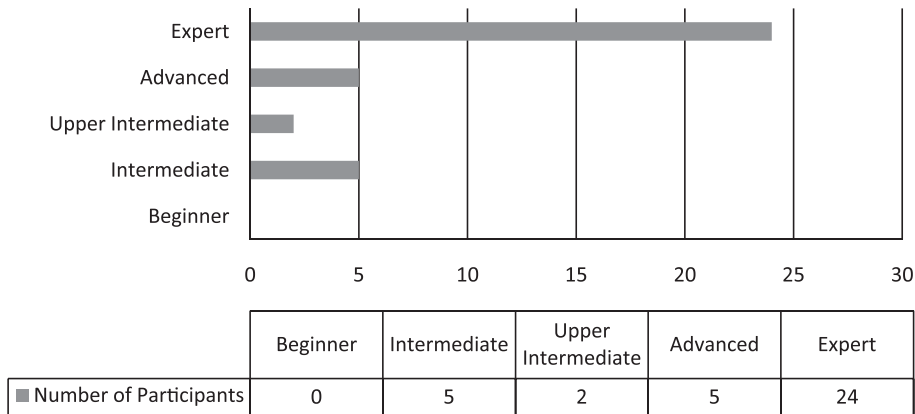 Expert
Advanced
Upper Intermediate
Intermediate
Beginner
0 5 10 15 20 25 30
Beginner Intermediate Upper Intermediate Advanced Expert
Number of Participants 0 5 2 5 24